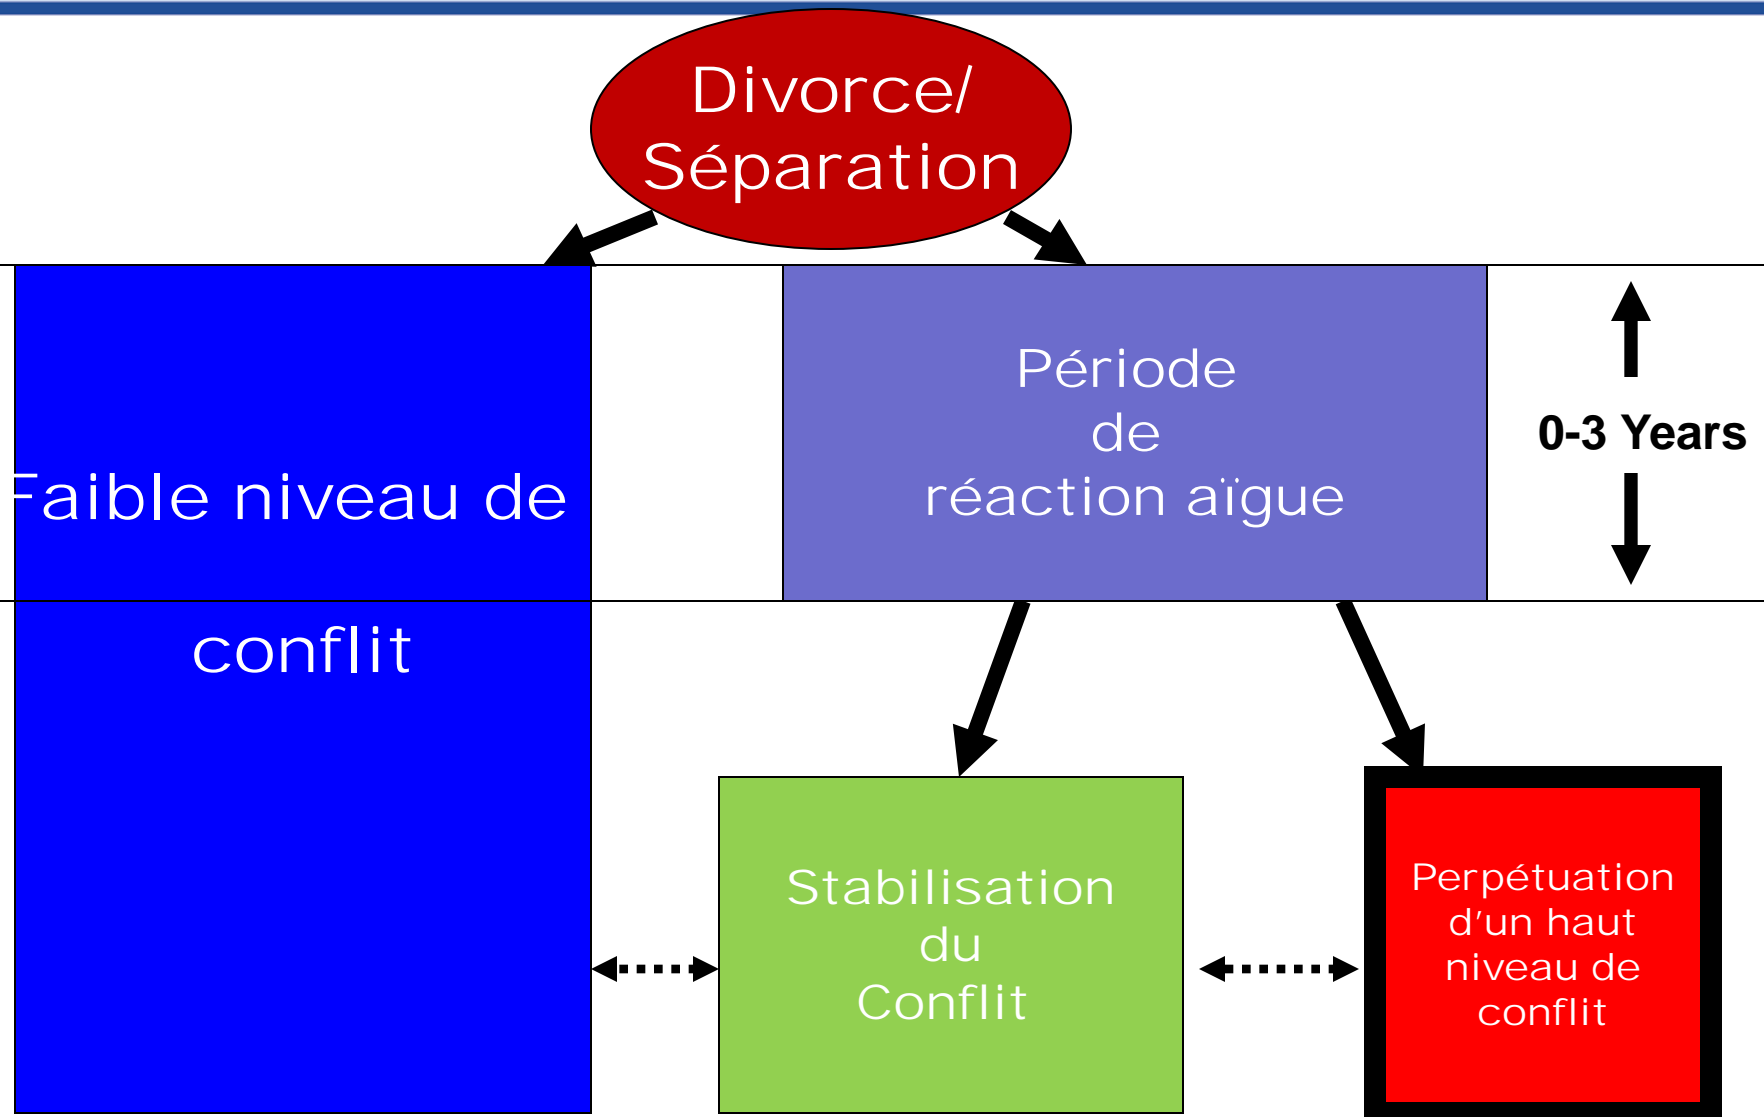 Divorce/
Séparation
Faible niveau de
conflit
Période
de
réaction aïgue
0-3 Years
Stabilisation
du
Conflit
Perpétuation
d’un haut
niveau de
conflit